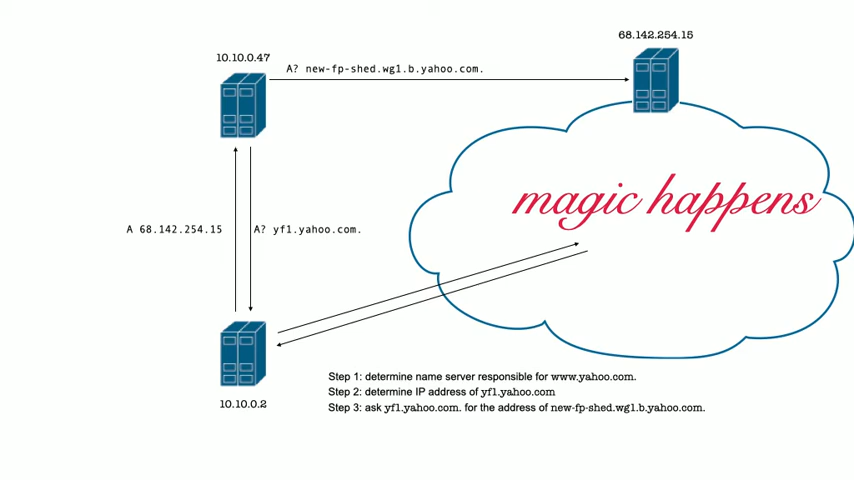 68.142.254.15
10.10.0.47
A? new-fp-shed.wg1.b.yahoo.com.
magic happens
A 68.142.254.15
A? yf1.yahoo.com.
Step 1: determine name server responsible for www.yahoo.com.
Step 2: determine IP address of yf1.yahoo.com
Step 3: ask yf1.yahoo.com. for the address of new-fp-shed.wg1.b.yahoo.com.
10.10.0.2